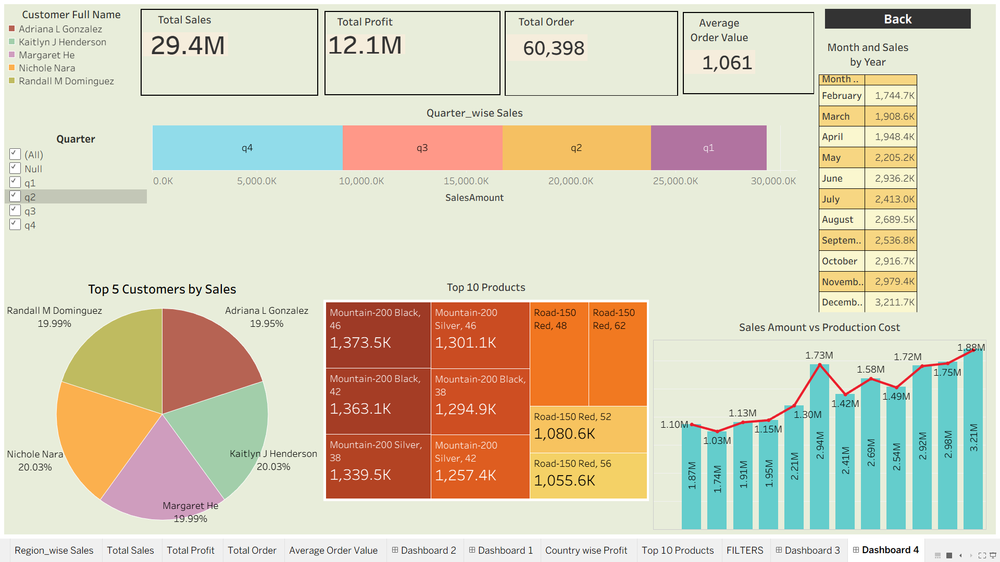 Customer Full Name
Adriana L Gonzalez
Kaitlyn J Henderson
Margaret He
Nichole Nara
Randall M Dominguez
Total Sales
29.4M
Total Profit
12.1M
Total Order
60,398
Average
Order Value
1,061
Back
Month and Sales
by Year
Month ..
February 1,744.7K
March 1,908.6K
April 1,948.4K
May 2,205.2K
June 2,936.2K
July 2,413.0K
August 2,689.5K
Septem.. 2,536.8K
October 2,916.7K
Novemb.. 2,979.4K
Decemb.. 3,211.7K
Quarter
(All)
Null
q1
q2
q3
q4
Quarter_wise Sales
q4 q3 q2 q1
0.0K 5,000.0K 10,000.0K 15,000.0K 20,000.0K 25,000.0K 30,000.0K
SalesAmount
Top 5 Customers by Sales
Randall M Dominguez
19.99%
Adriana L Gonzalez
19.95%
Nichole Nara
20.03%
Kaitlyn J Henderson
20.03%
Margaret He
19.99%
Top 10 Products
Mountain-200 Black,
46
1,373.5K
Mountain-200 Black,
42
1,363.1K
Mountain-200 Silver,
38
1,339.5K
Mountain-200
Silver, 46
1,301.1K
Mountain-200 Black,
38
1,294.9K
Mountain-200
Silver, 42
1,257.4K
Road-150
Red, 48
Road-150
Red, 62
Road-150 Red, 52
1,080.6K
Road-150 Red, 56
1,055.6K
Sales Amount vs Production Cost
1.10M 1.03M 1.13M 1.15M 1.30M 1.73M 1.42M 1.58M 1.49M 1.72M 1.75M 1.88M
1.87M 1.74M 1.91M 1.95M 2.21M 2.94M 2.41M 2.69M 2.54M 2.92M 2.98M 3.21M
Region_wise Sales Total Sales Total Profit Total Order Average Order Value Dashboard 2 Dashboard 1 Country wise Profit Top 10 Products FILTERS Dashboard 3 Dashboard 4